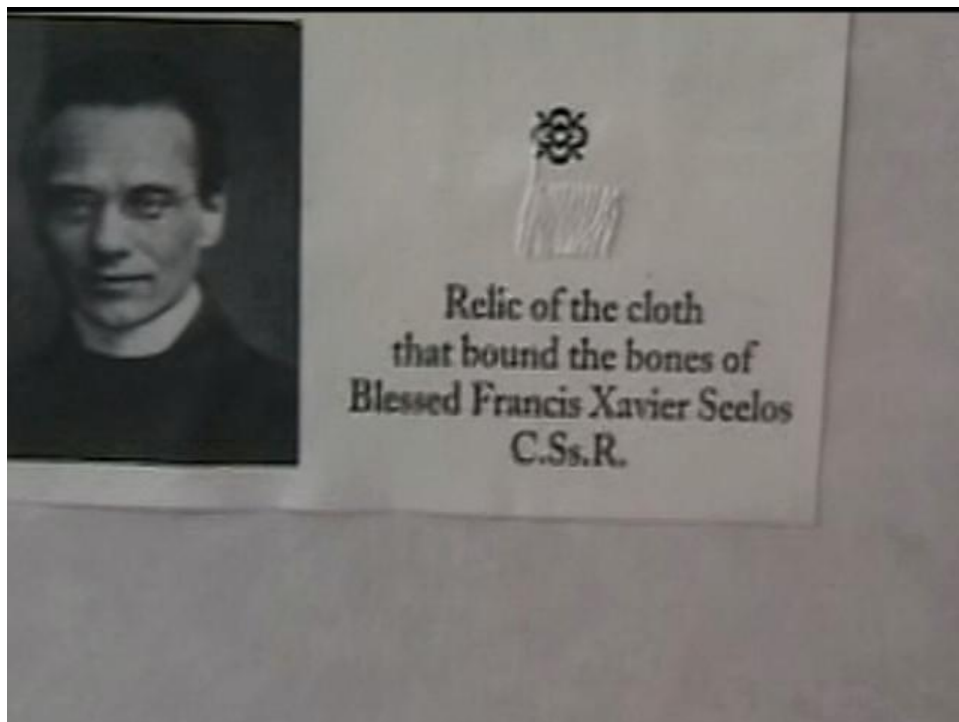 Relic of the cloth
that bound the bones of
Blessed Francis Xavier Seelos
C.Ss.R.